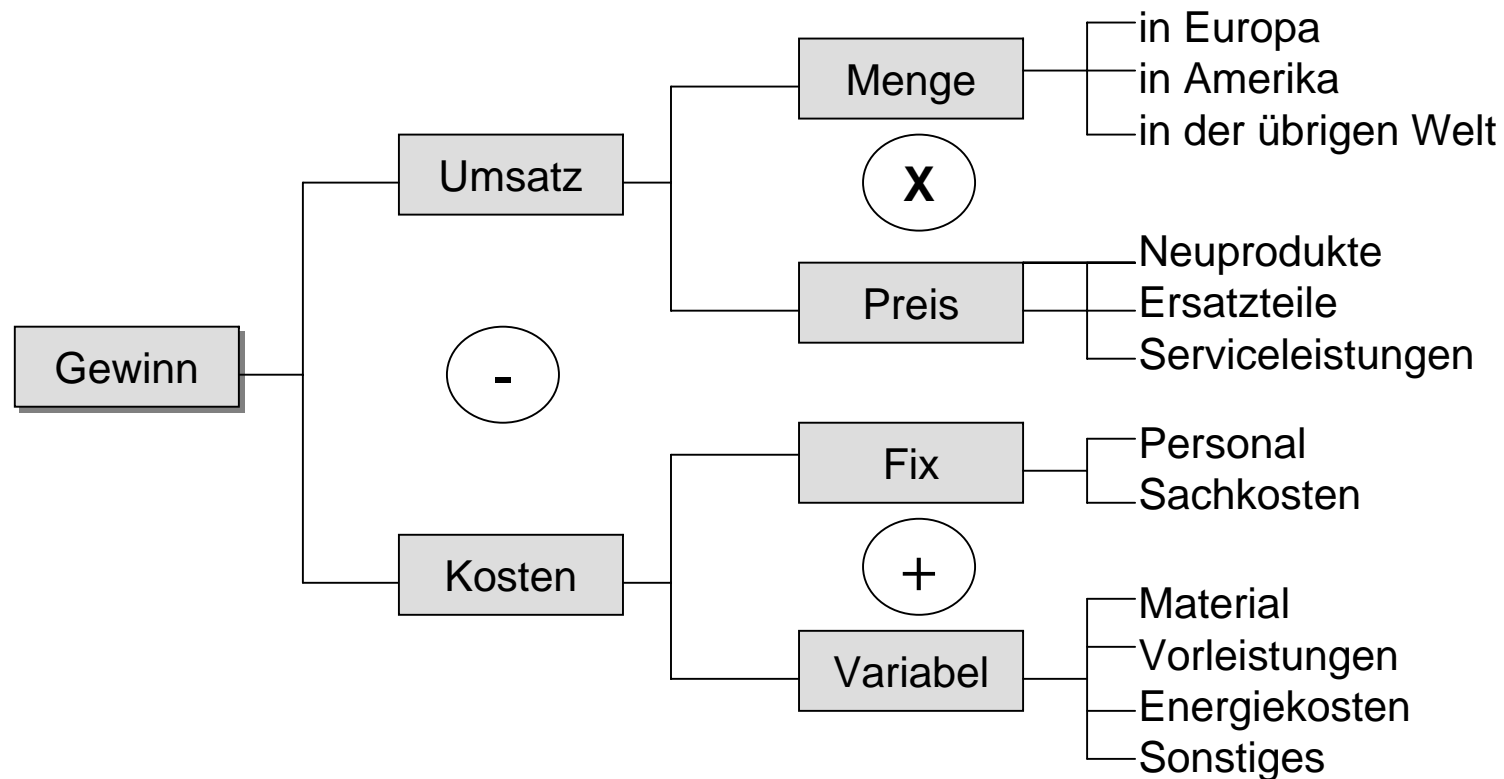 in Europa
Menge
in Amerika
in der übrigen Welt
Umsatz
X
Neuprodukte
Preis
Ersatzteile
Serviceleistungen
Gewinn
-
Personal
Fix
Sachkosten
Kosten
+
Material
Vorleistungen
Variabel
Energiekosten
Sonstiges